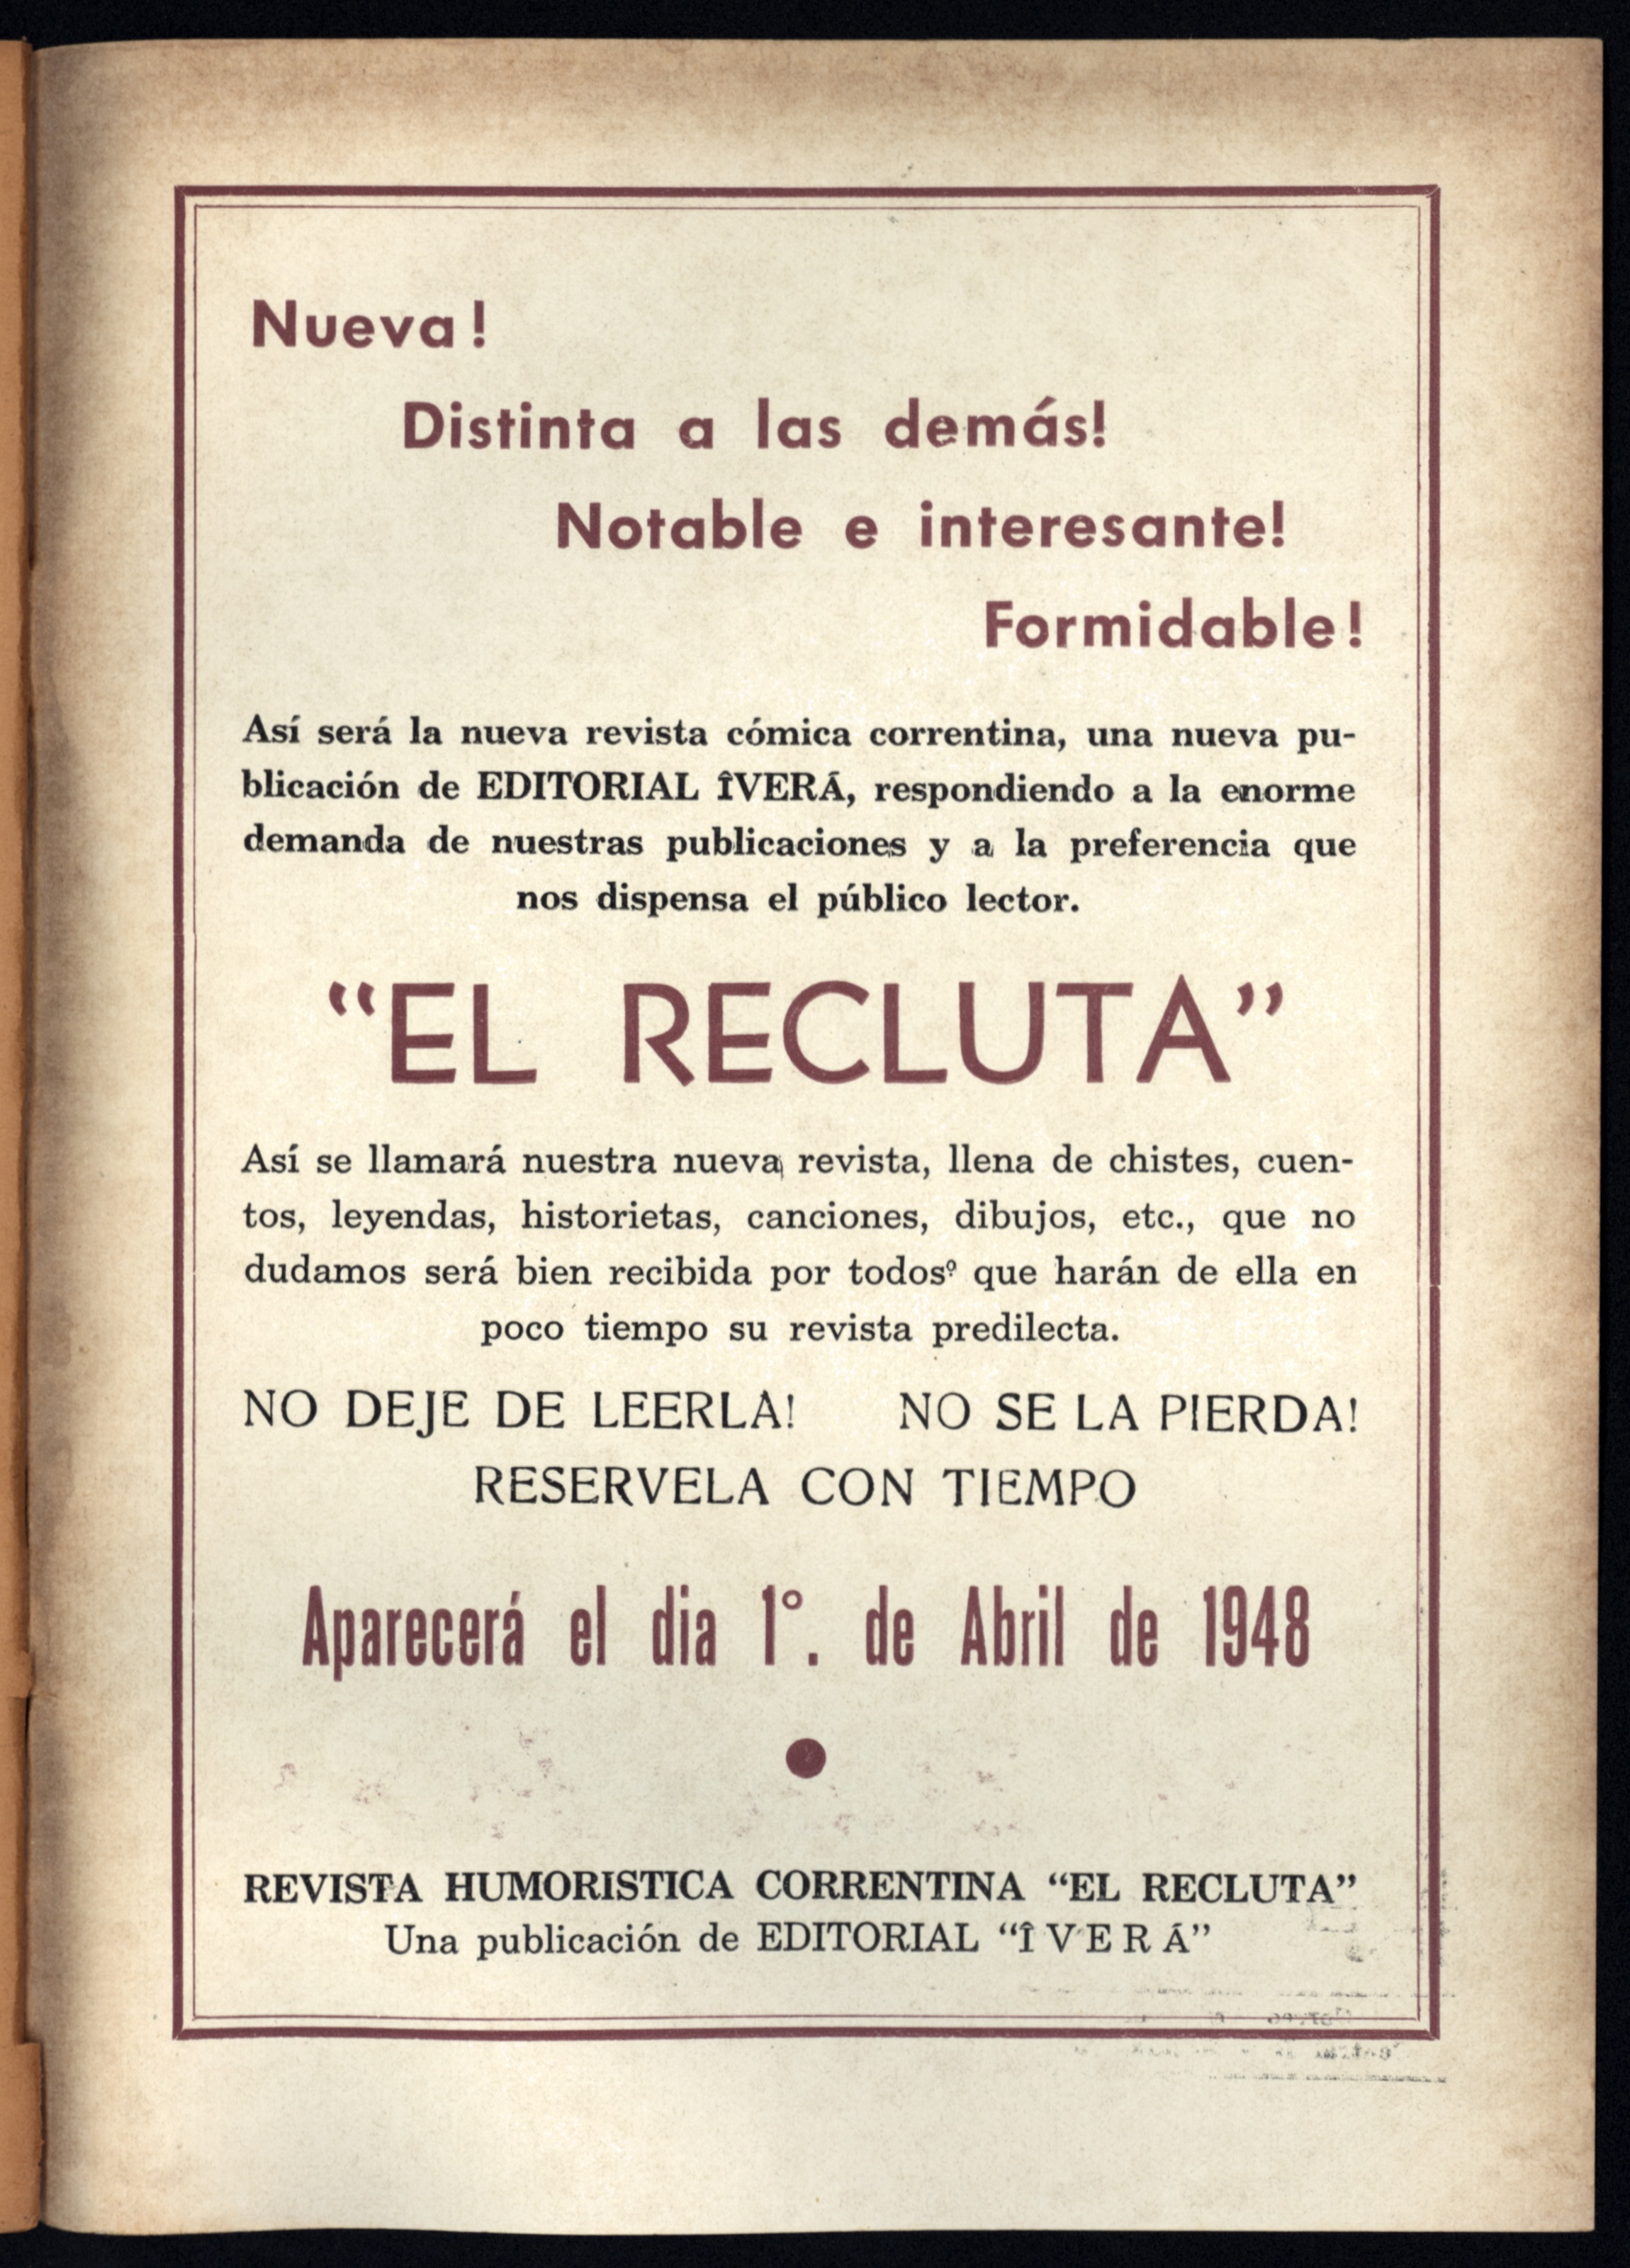 Nueva!
Distinta a las demás!
Notable e interesante!
Formidable!
Así será la nueva revista cómica correntina, una nueva pu-
blicación de EDITORIAL ÎVERÁ, respondiendo a la enorme
demanda de nuestras publicaciones y a la preferencia que
nos dispensa el público lector.
“EL RECLUTA”
Así se llamará nuestra nueva revista, llena de chistes, cuen-
tos, leyendas, historietas, canciones, dibujos, etc., que no
dudamos será bien recibida por todosº que harán de ella en
poco tiempo su revista predilecta.
NO DEJE DE LEERLA! NO SE LA PIERDA!
RESERVELA CON TIEMPO
Aparecerá el dia 1°. de Abril de 1948
REVISTA HUMORISTICA CORRENTINA “EL RECLUTA”
Una publicación de EDITORIAL “Î V E R Á”